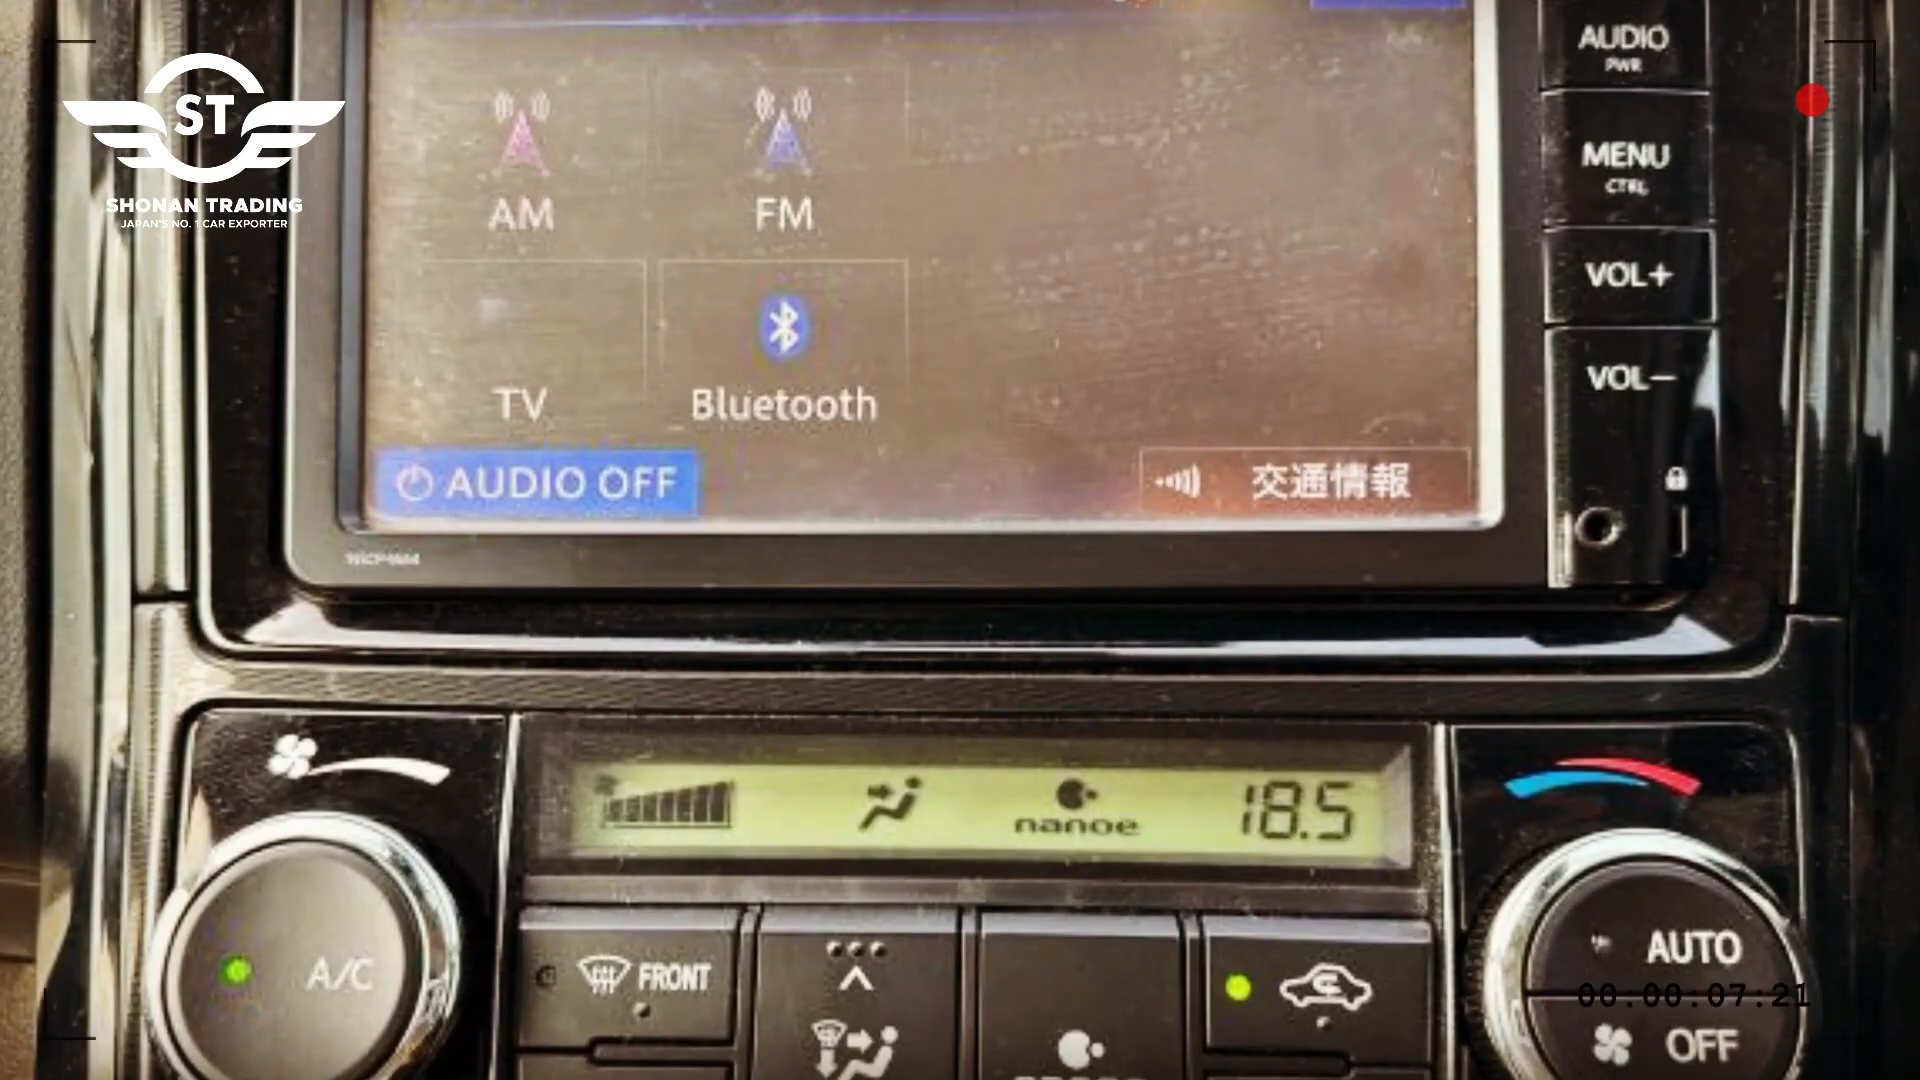 ST
SHONAN TRADING
JAPAN'S NO. 1 CAR EXPORTER
AM
FM
TV
Bluetooth
AUDIO OFF
交通情報
AUDIO
PWR
MENU
CTRL
VOL+
VOL-
nanoe
18.5
A/C
FRONT
AUTO
OFF
00:00:07:21